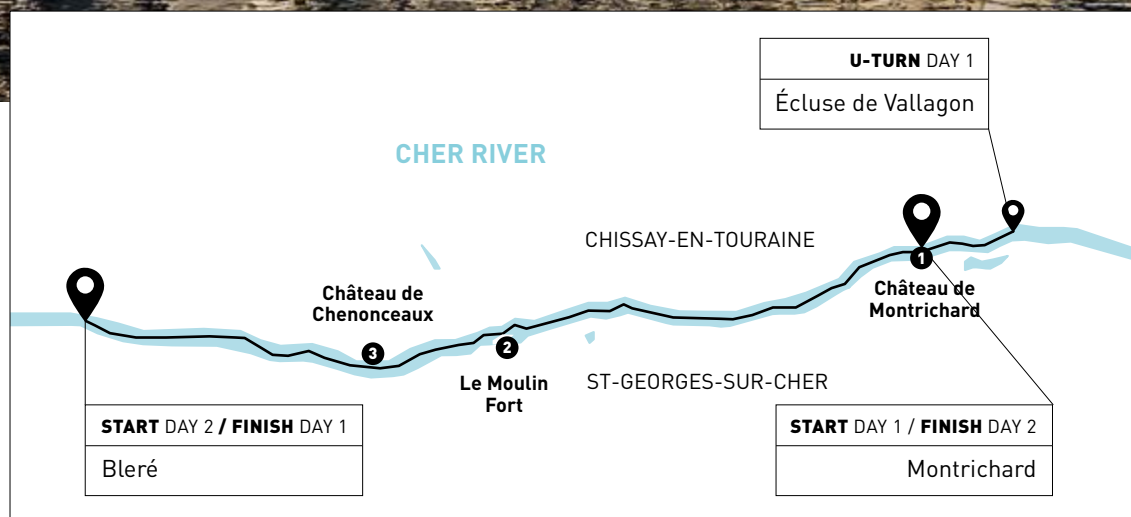 U-TURN DAY 1
Écluse de Vallagon
CHER RIVER
CHISSAY-EN-TOURAINE
1
Château de
Montrichard
Château de
Chenonceaux
3
2
Le Moulin
Fort
ST-GEORGES-SUR-CHER
START DAY 2 / FINISH DAY 1
Bleré
START DAY 1 / FINISH DAY 2
Montrichard